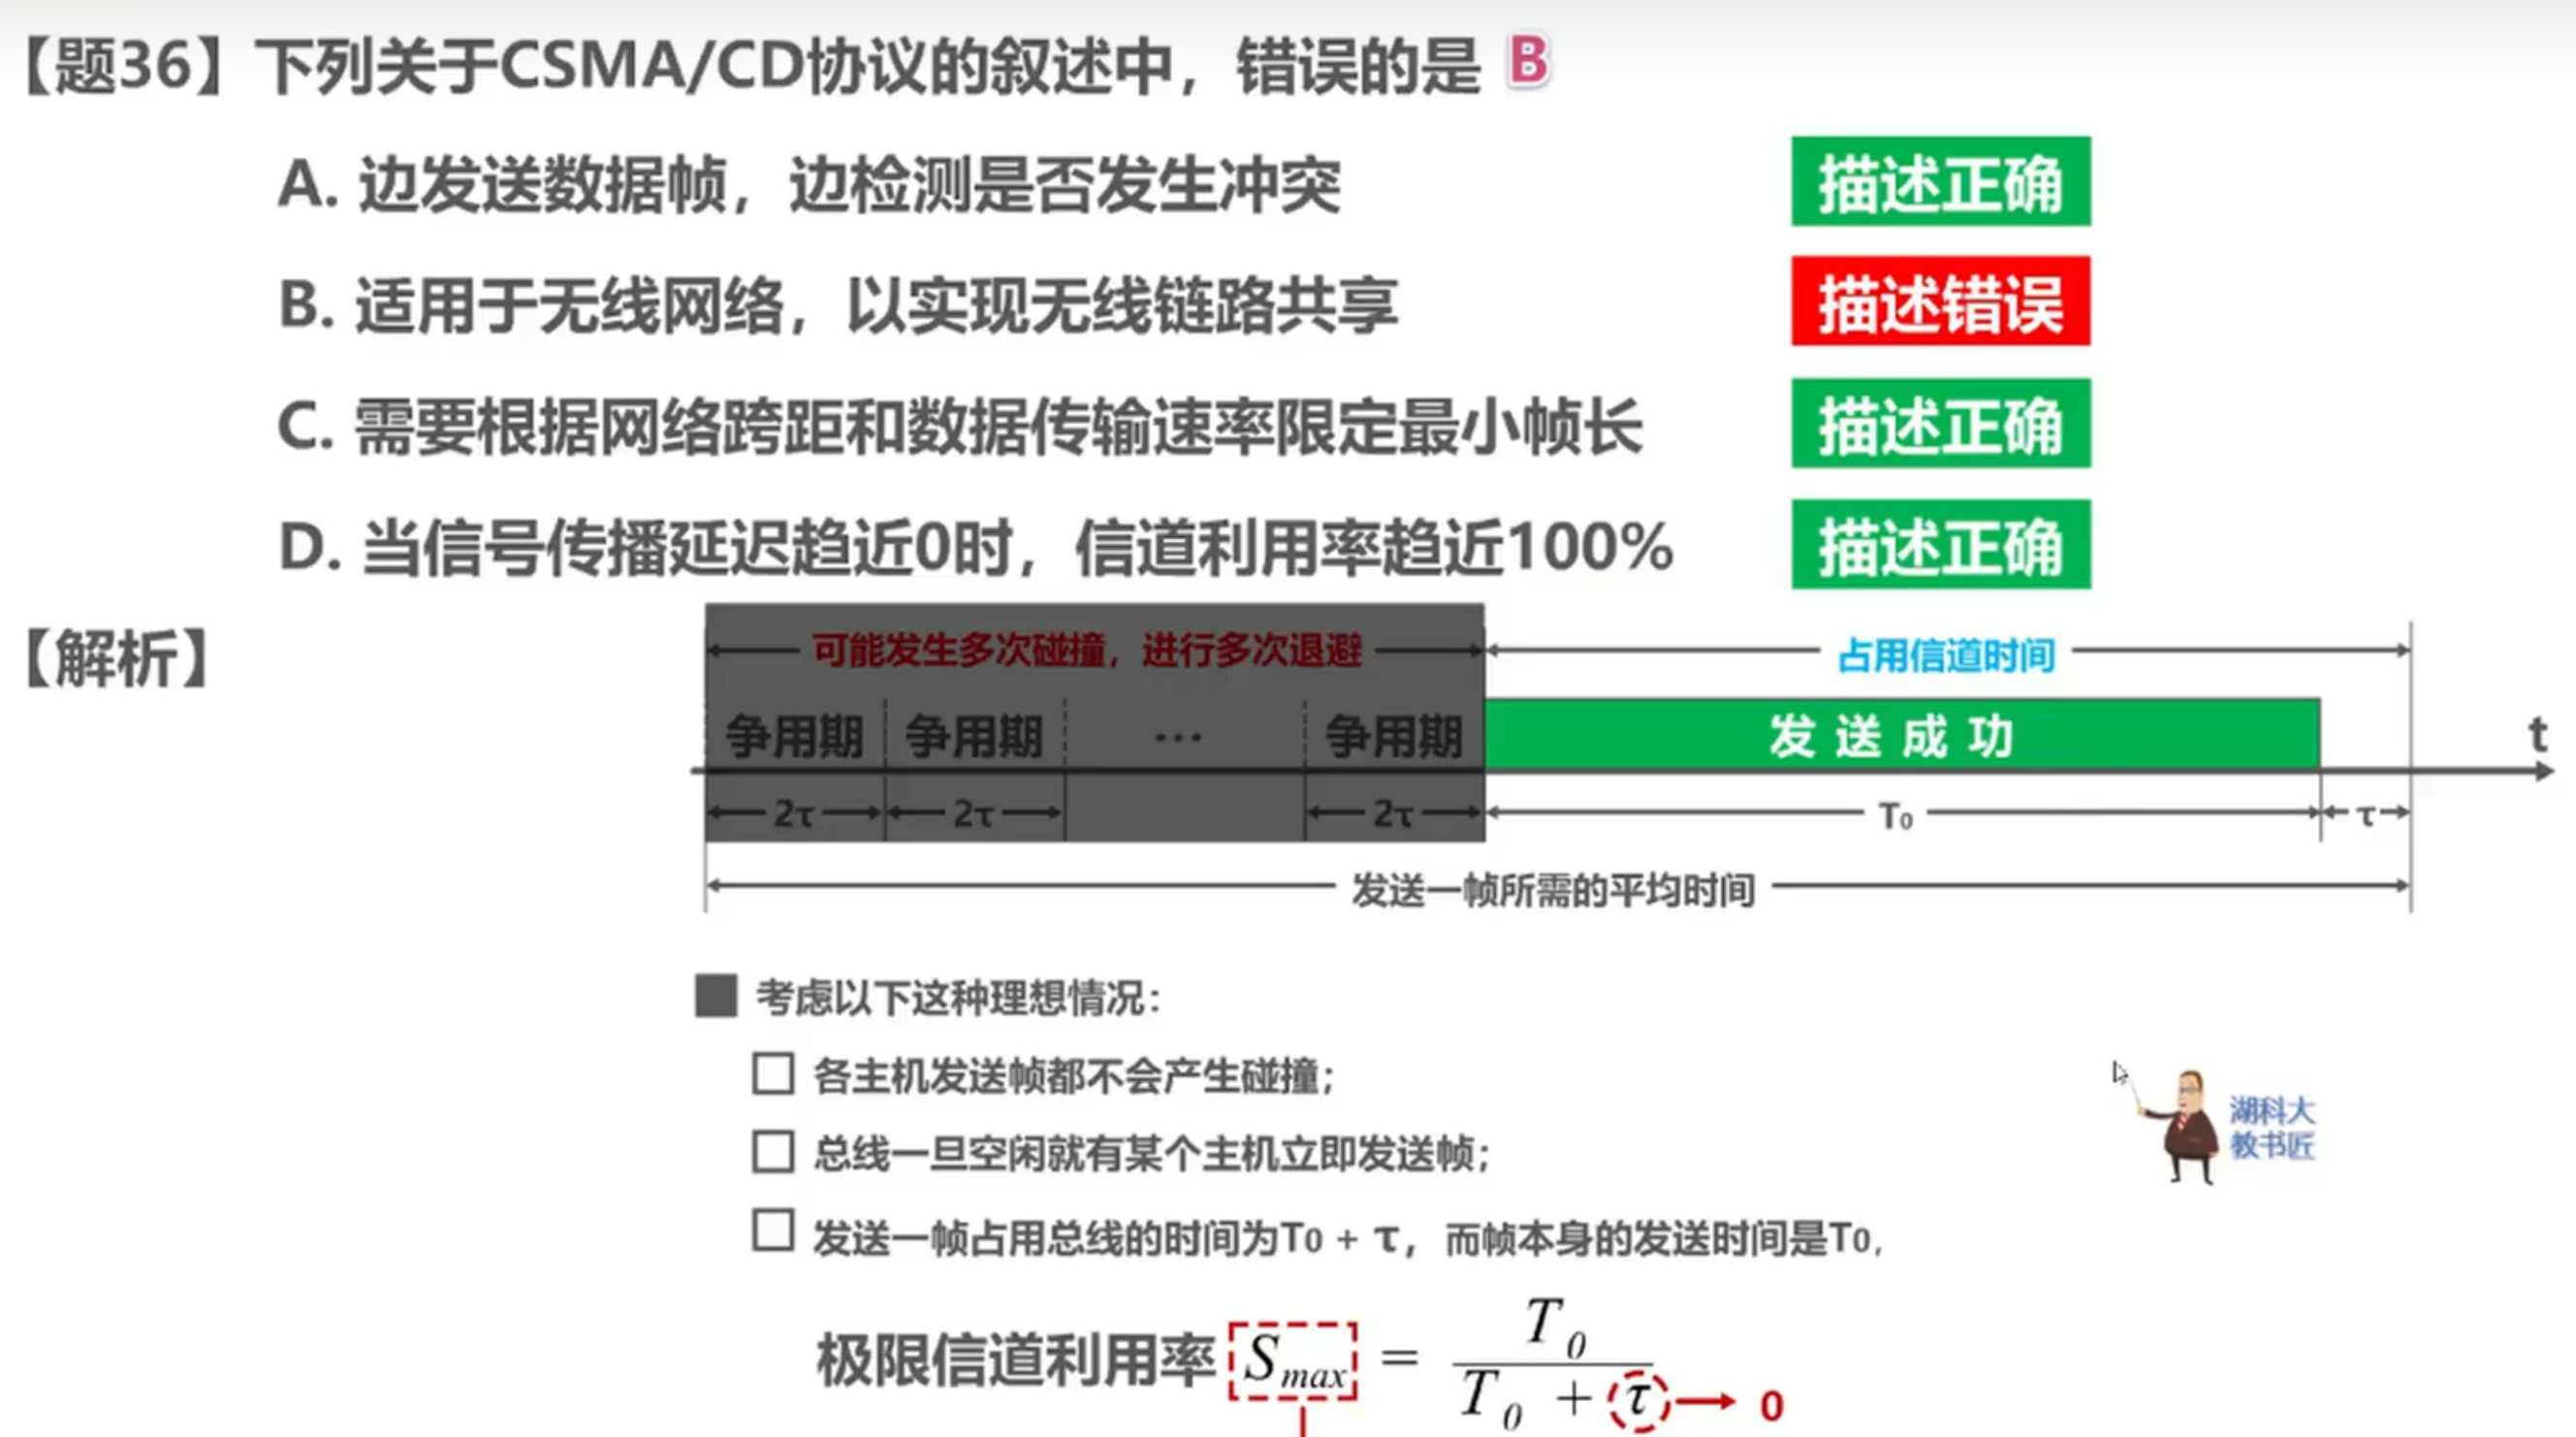 【题36】下列关于CSMA/CD协议的叙述中，错误的是 B
A. 边发送数据帧，边检测是否发生冲突 描述正确
B. 适用于无线网络，以实现无线链路共享 描述错误
C. 需要根据网络跨距和数据传输速率限定最小帧长 描述正确
D. 当信号传播延迟趋近0时，信道利用率趋近100% 描述正确
【解析】
可能发生多次碰撞，进行多次退避 占用信道时间
争用期 争用期 … 争用期 发送成功 t
2τ 2τ 2τ T0 τ
发送一帧所需的平均时间
考虑以下这种理想情况：
各主机发送帧都不会产生碰撞；
总线一旦空闲就有某个主机立即发送帧；
发送一帧占用总线的时间为T0 + τ，而帧本身的发送时间是T0，
湖科大
教书匠
极限信道利用率 Smax = T0 / (T0 + τ) → 0